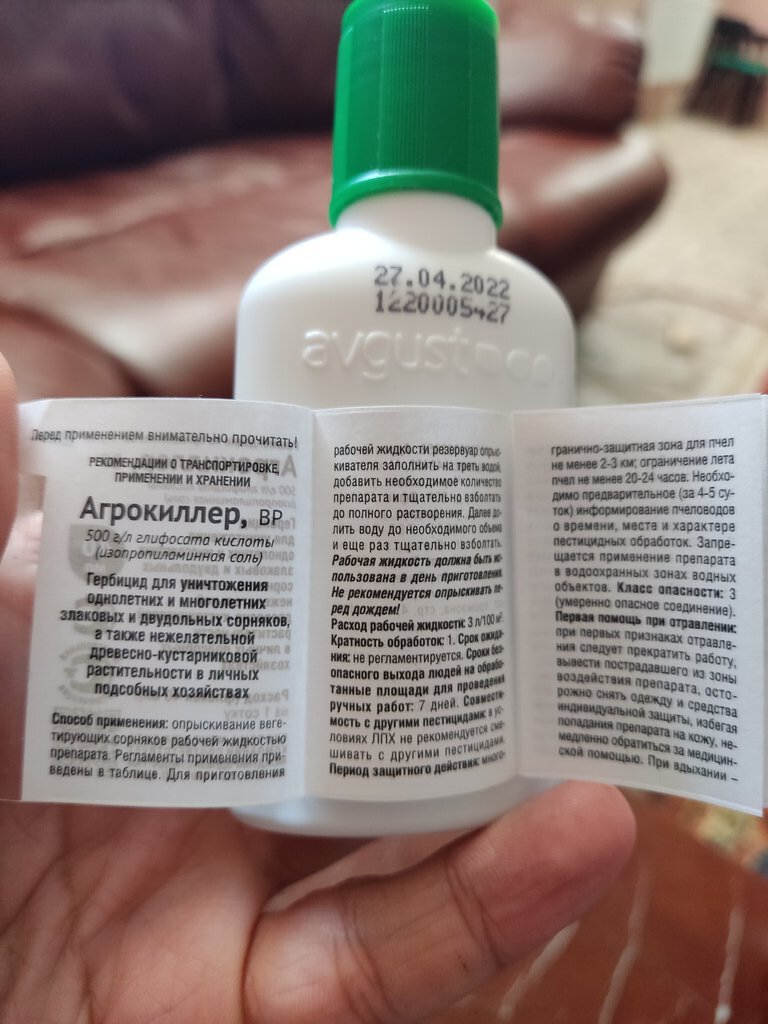 27.04.2022
1220005427
avgust
Перед применением внимательно прочитать!
РЕКОМЕНДАЦИИ О ТРАНСПОРТИРОВКЕ,
ПРИМЕНЕНИИ И ХРАНЕНИИ
Агрокиллер, ВР
500 г/л глифосата кислоты
(изопропиламинная соль)
Гербицид для уничтожения
однолетних и многолетних
злаковых и двудольных сорняков,
а также нежелательной
древесно-кустарниковой
растительности в личных
подсобных хозяйствах
Способ применения: опрыскивание веге-
тирующих сорняков рабочей жидкостью
препарата. Регламенты применения при-
ведены в таблице. Для приготовления
рабочей жидкости резервуар опрыс-
кивателя заполнить на треть водой,
добавить необходимое количество
препарата и тщательно взболтать
до полного растворения. Далее до-
лить воду до необходимого объема
и еще раз тщательно взболтать.
Рабочая жидкость должна быть ис-
пользована в день приготовления.
Не рекомендуется опрыскивать пе-
ред дождем!
Расход рабочей жидкости: 3 л/100 м².
Кратность обработок: 1. Срок ожида-
ния: не регламентируется. Сроки без-
опасного выхода людей на обрабо-
танные площади для проведения
ручных работ: 7 дней. Совмести-
мость с другими пестицидами: в ус-
ловиях ЛПХ не рекомендуется сме-
шивать с другими пестицидами.
Период защитного действия: много-
гранично-защитная зона для пчел
не менее 2-3 км; ограничение лета
пчел не менее 20-24 часов. Необхо-
димо предварительное (за 4-5 су-
ток) информирование пчеловодов
о времени, месте и характере
пестицидных обработок. Запре-
щается применение препарата
в водоохранных зонах водных
объектов. Класс опасности: 3
(умеренно опасное соединение).
Первая помощь при отравлении:
при первых признаках отравле-
ния следует прекратить работу,
вывести пострадавшего из зоны
воздействия препарата, осто-
рожно снять одежду и средства
индивидуальной защиты, избегая
попадания препарата на кожу, не-
медленно обратиться за медицин-
ской помощью. При вдыхании –